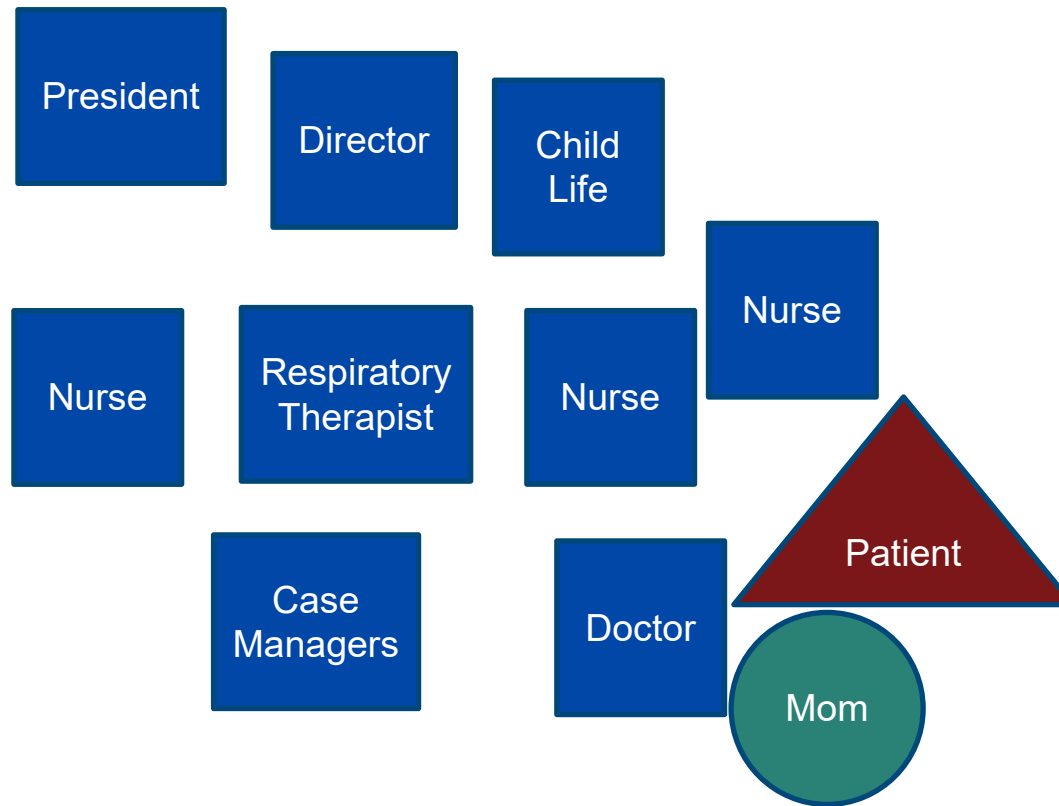 President
Director
Child
Life
Nurse
Nurse
Respiratory
Therapist
Nurse
Patient
Case
Managers
Doctor
Mom